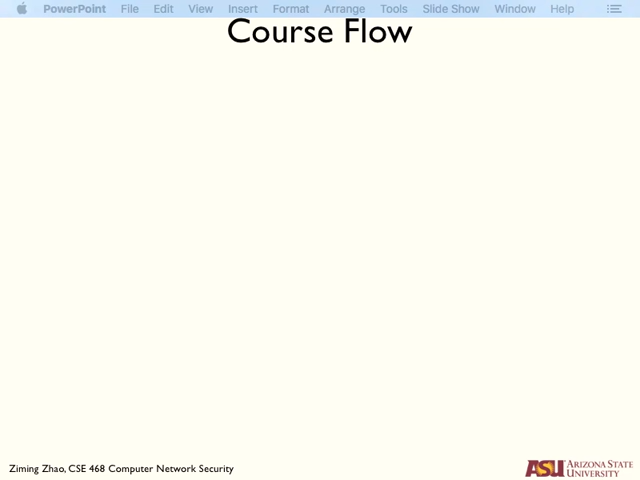 PowerPoint File Edit View Insert Format Arrange Tools Slide Show Window Help
Course Flow
Ziming Zhao, CSE 468 Computer Network Security
ASU ARIZONA STATE
UNIVERSITY